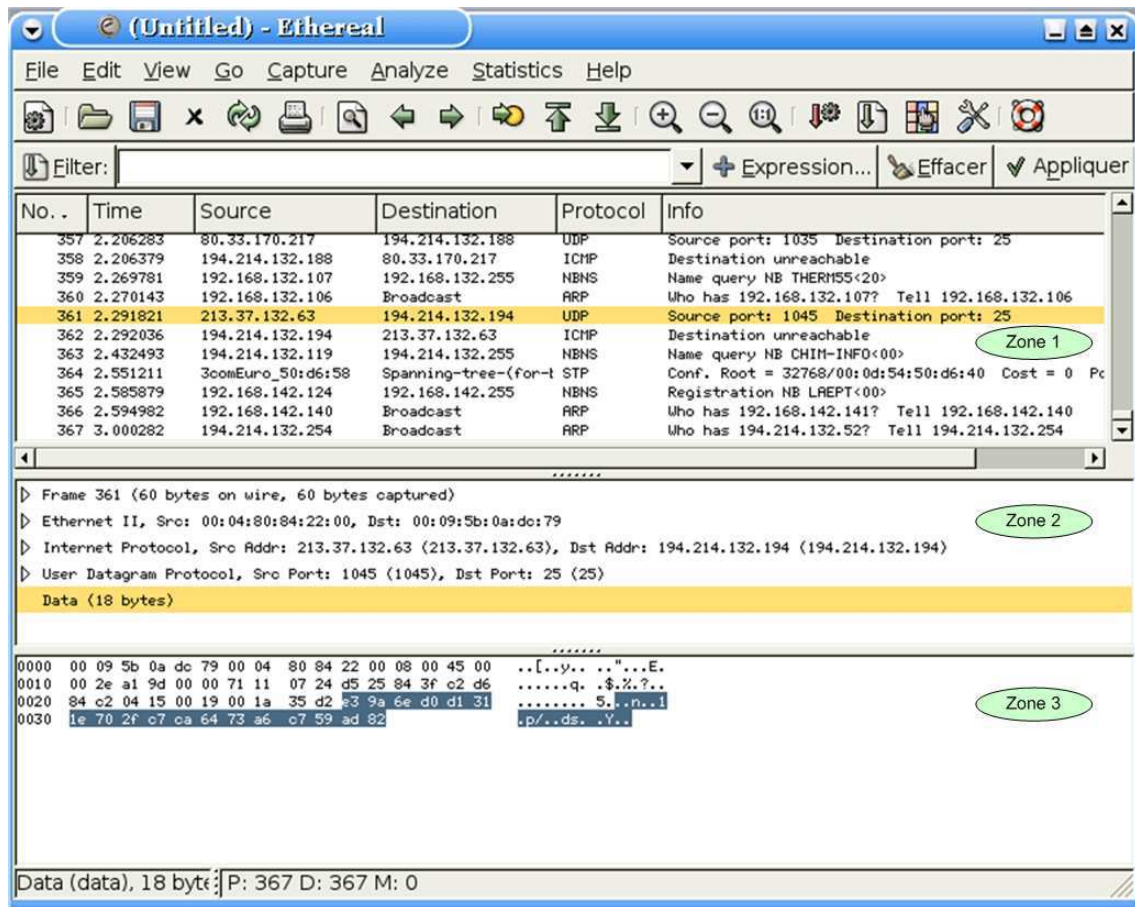 (Untitled) - Ethereal
File Edit View Go Capture Analyze Statistics Help
Filter: Expression... Effacer Appliquer
No. . Time Source Destination Protocol Info
357 2.206283 80.33.170.217 194.214.132.188 UDP Source port: 1035 Destination port: 25
358 2.206379 194.214.132.188 80.33.170.217 ICMP Destination unreachable
359 2.269781 192.168.132.107 192.168.132.255 NBNS Name query NB THERM55<20>
360 2.270143 192.168.132.106 Broadcast ARP Who has 192.168.132.107? Tell 192.168.132.106
361 2.291821 213.37.132.63 194.214.132.194 UDP Source port: 1045 Destination port: 25
362 2.292036 194.214.132.194 213.37.132.63 ICMP Destination unreachable
Zone 1
363 2.432493 194.214.132.119 194.214.132.255 NBNS Name query NB CHIM-INFO<00>
364 2.551211 3comEuro_50:d6:58 Spanning-tree-(for-b STP Conf. Root = 32768/00:0d:54:50:d6:40 Cost = 0 Po
365 2.585879 192.168.142.124 192.168.142.255 NBNS Registration NB LAEPT<00>
366 2.594982 192.168.142.140 Broadcast ARP Who has 192.168.142.141? Tell 192.168.142.140
367 3.000282 194.214.132.254 Broadcast ARP Who has 194.214.132.52? Tell 194.214.132.254
Frame 361 (60 bytes on wire, 60 bytes captured)
Ethernet II, Src: 00:04:80:84:22:00, Dst: 00:09:5b:0a:dc:79
Zone 2
Internet Protocol, Src Addr: 213.37.132.63 (213.37.132.63), Dst Addr: 194.214.132.194 (194.214.132.194)
User Datagram Protocol, Src Port: 1045 (1045), Dst Port: 25 (25)
Data (18 bytes)
0000 00 09 5b 0a dc 79 00 04 80 84 22 00 08 00 45 00 ..[..y.. .."...E.
0010 00 2e a1 9d 00 00 71 11 07 24 d5 25 84 3f c2 d6 ......q. .$.%.?..
0020 84 c2 04 15 00 19 00 1a 35 d2 e3 9a 6e d0 d1 31 ........ 5...n..1
0030 1e 70 2f c7 ca 64 73 a6 c7 59 ad 82 .p/..ds. .Y..
Zone 3
Data (data), 18 byte P: 367 D: 367 M: 0